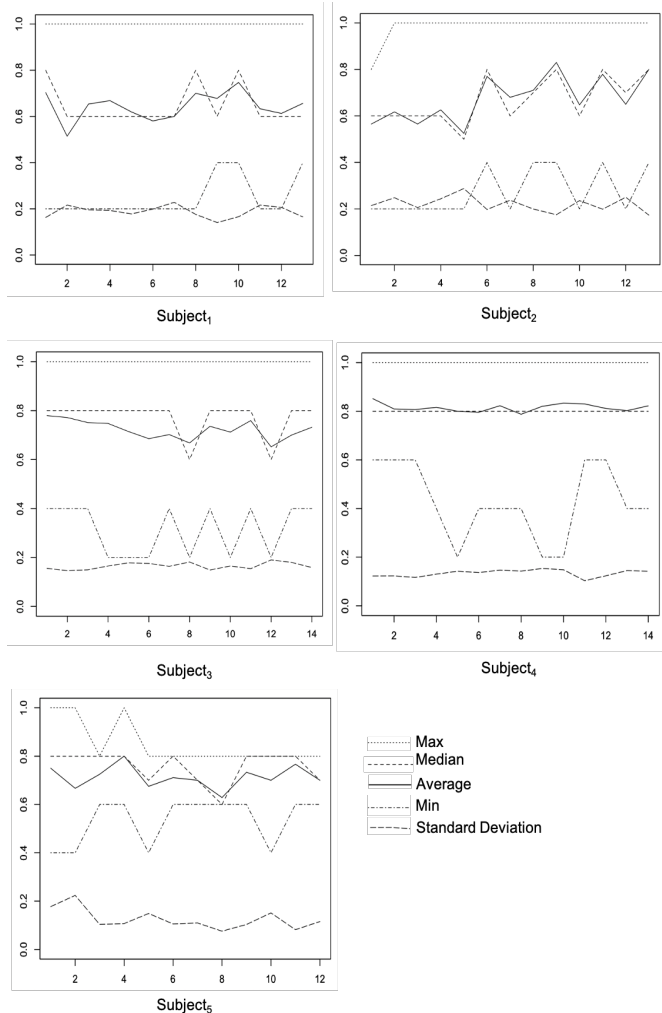 0.0 0.2 0.4 0.6 0.8 1.0
2 4 6 8 10 12
Subject1
0.0 0.2 0.4 0.6 0.8 1.0
2 4 6 8 10 12
Subject2
0.0 0.2 0.4 0.6 0.8 1.0
2 4 6 8 10 12 14
Subject3
0.0 0.2 0.4 0.6 0.8 1.0
2 4 6 8 10 12 14
Subject4
0.0 0.2 0.4 0.6 0.8 1.0
2 4 6 8 10 12
Subject5
Max
Median
Average
Min
Standard Deviation